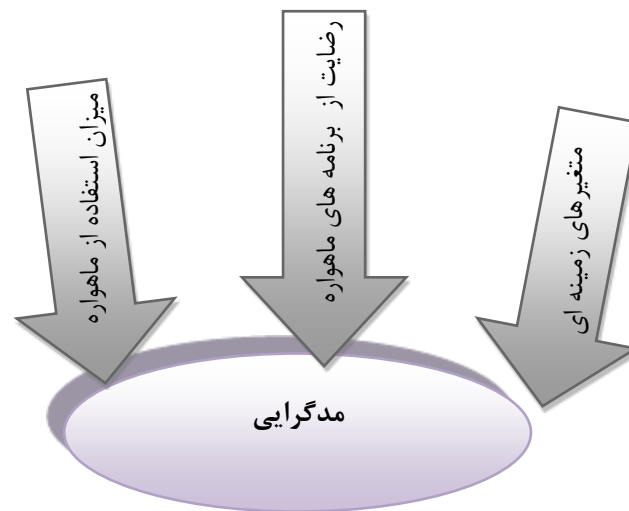 متغیرهای زمینه ای
رضایت از برنامه های ماهواره
میزان استفاده از ماهواره
مدگرایی